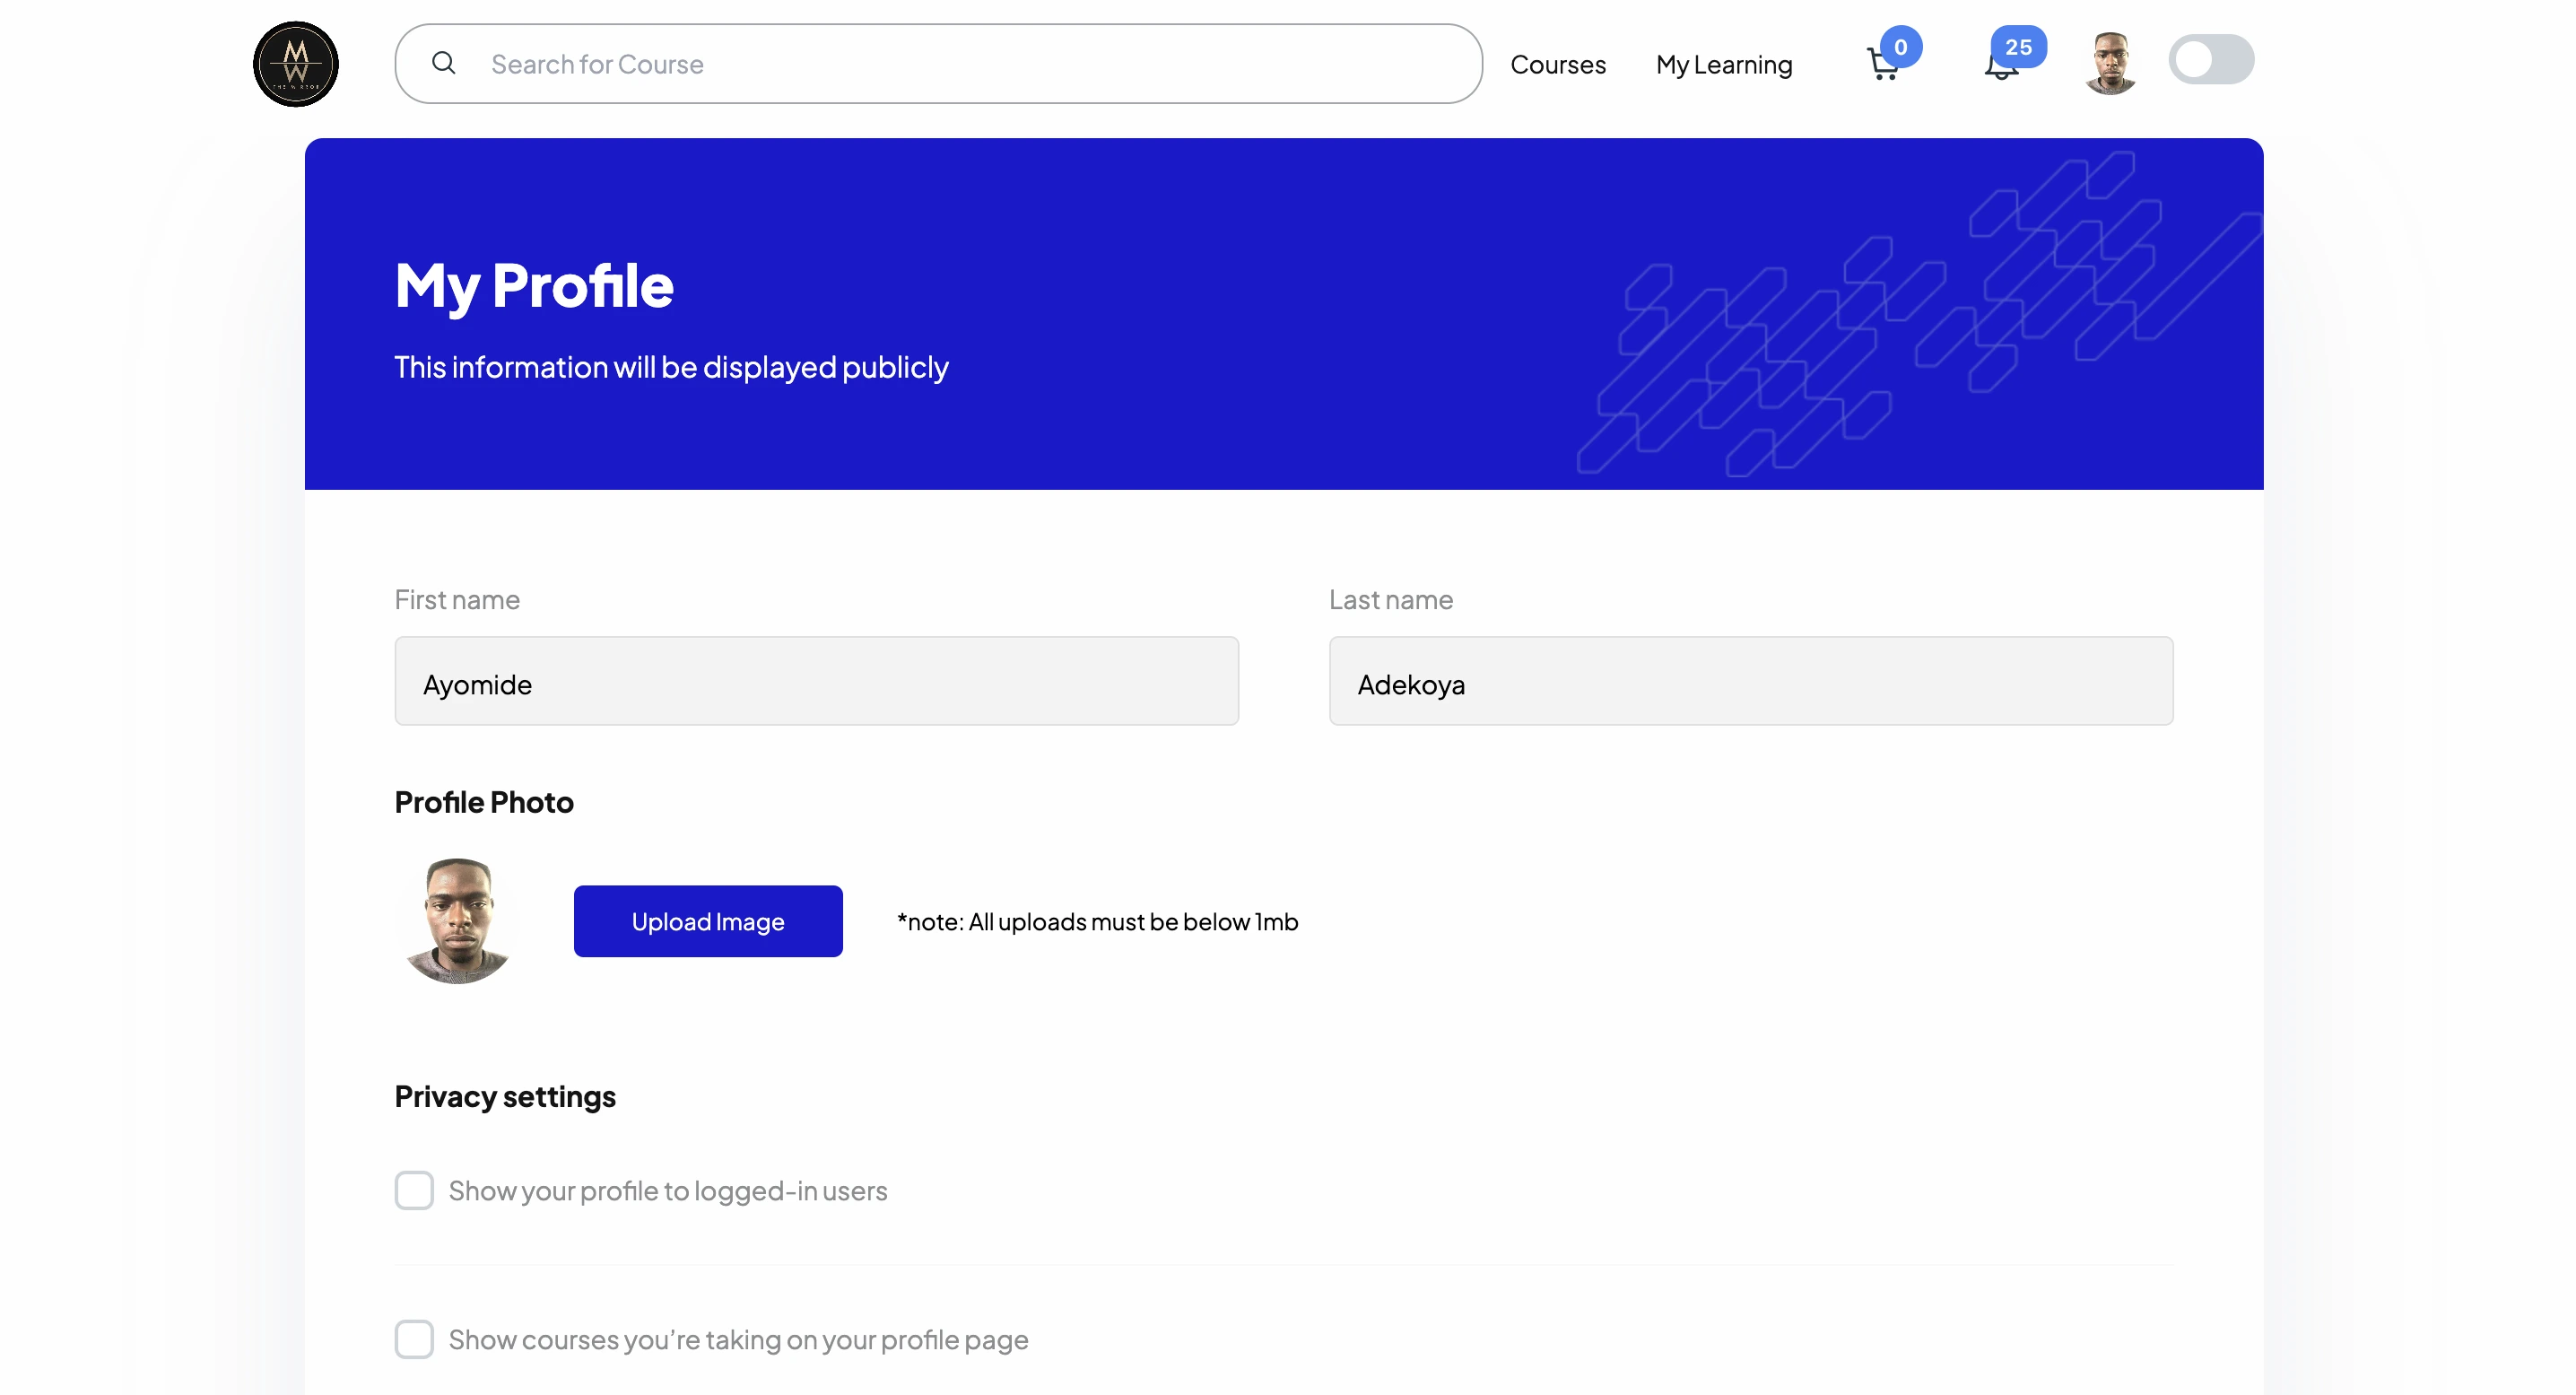 M
W
Search for Course
Courses
My Learning
0
25
My Profile
This information will be displayed publicly
First name
Last name
Ayomide
Adekoya
Profile Photo
Upload Image
*note: All uploads must be below 1mb
Privacy settings
Show your profile to logged-in users
Show courses you’re taking on your profile page